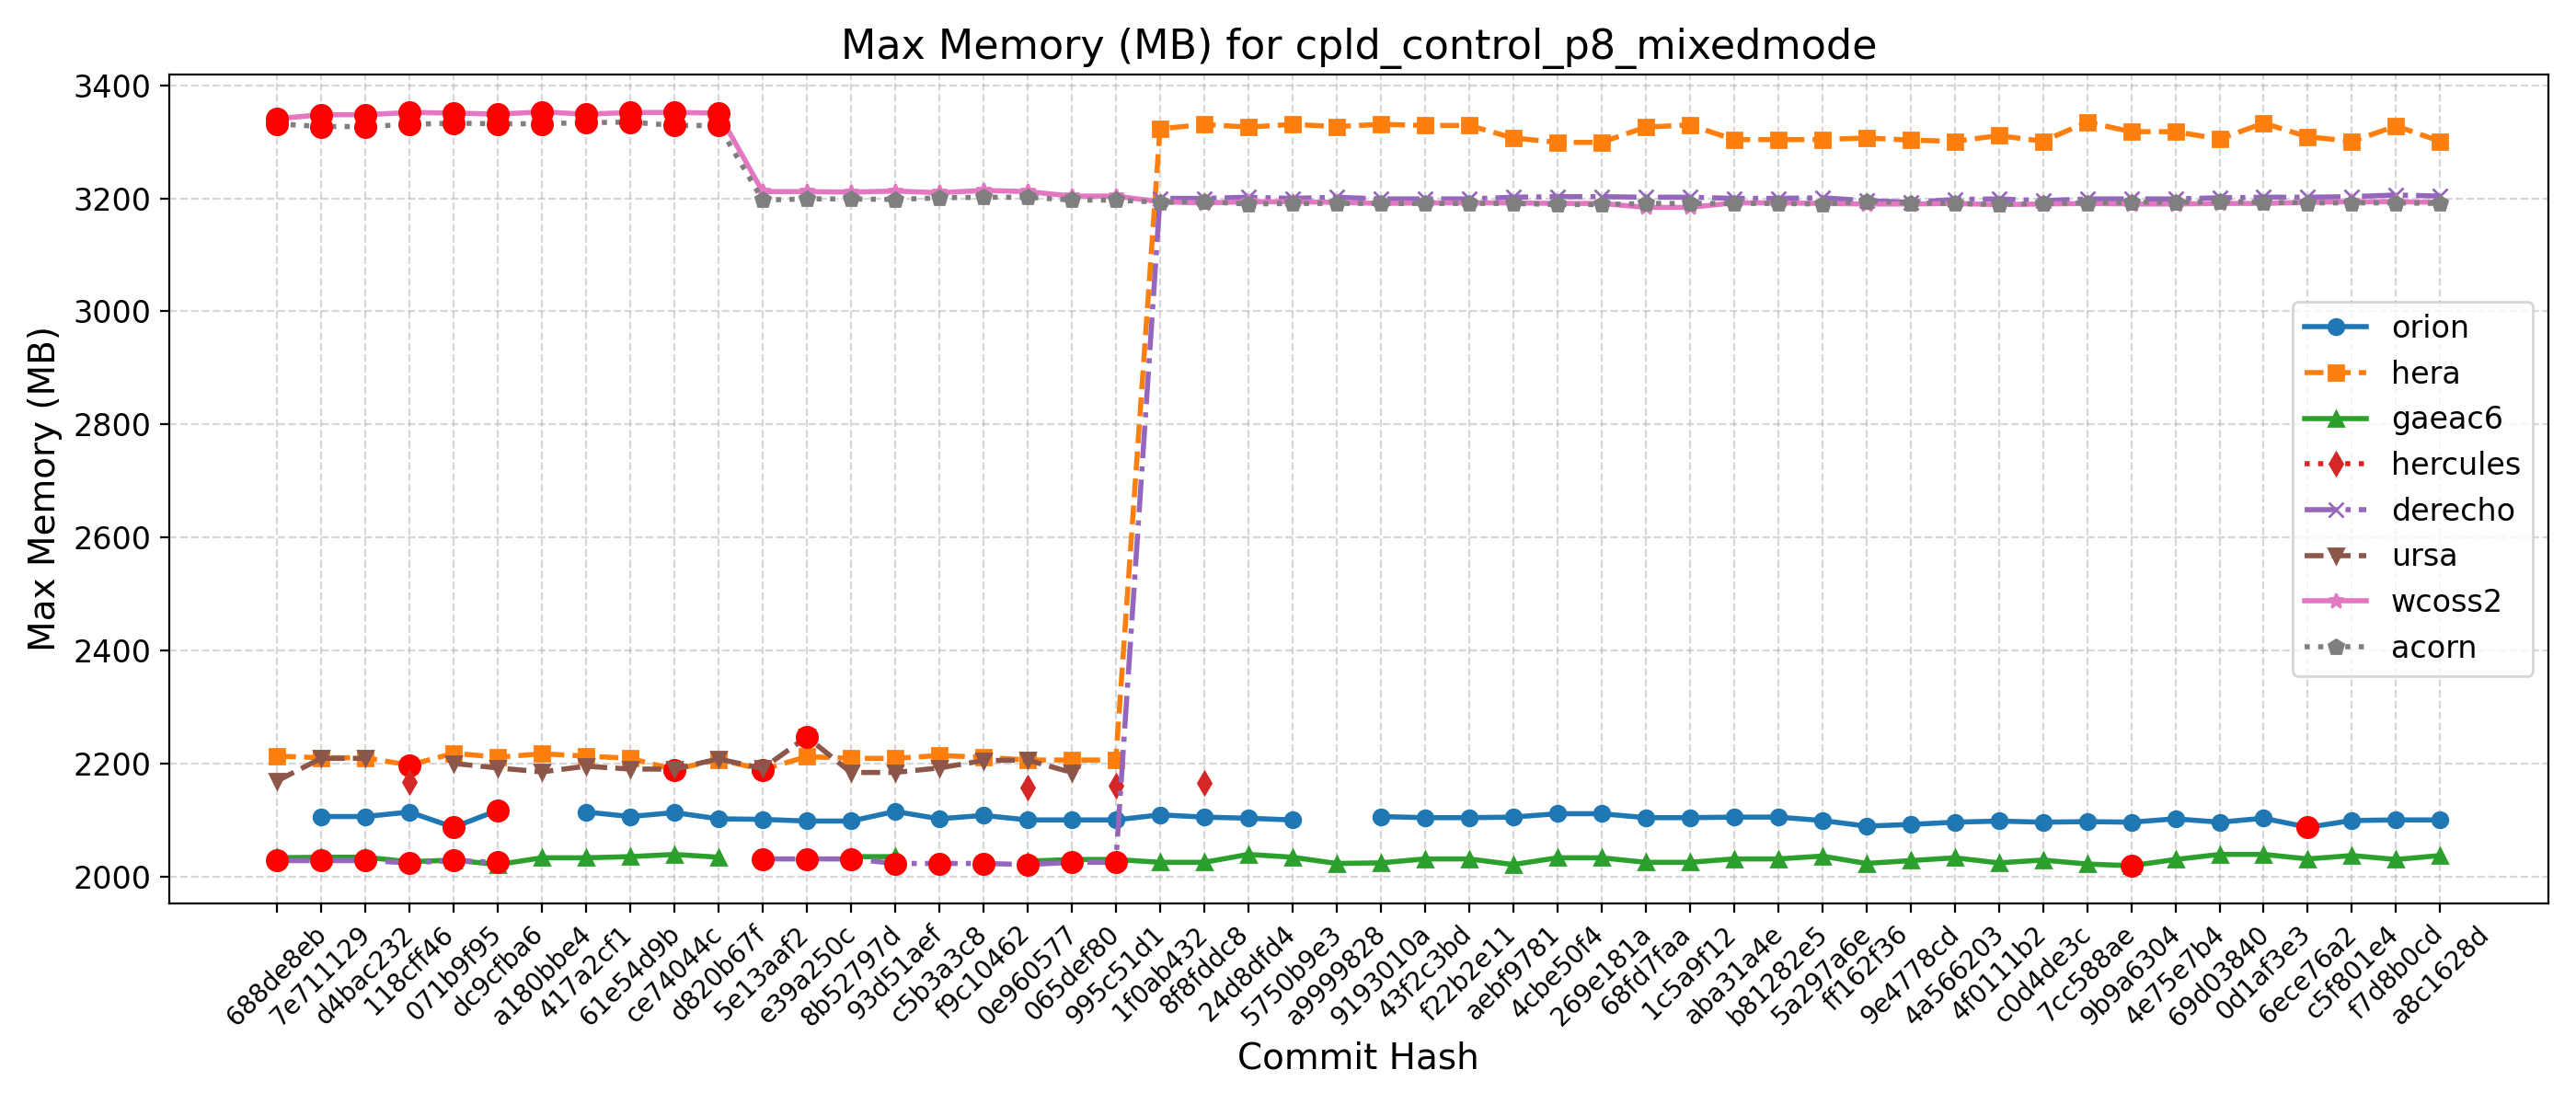 Max Memory (MB) for cpld_control_p8_mixedmode
Max Memory (MB)
3400
3200
3000
2800
2600
2400
2200
2000
orion
hera
gaeac6
hercules
derecho
ursa
wcoss2
acorn
688de8eb
7e711129
d4bac232
118cff46
071b9f95
dc9cfba6
a180bbe4
417a2cf1
61e54d9b
ce74044c
d820b67f
5e13aaf2
e39a250c
8b52797d
93d51aef
c5b3a3c8
f9c10462
0e960577
065def80
995c51d1
1f0ab432
8f8fddc8
24d8dfd4
5750b9e3
a9999828
9193010a
43f2c3bd
f22b2e11
aebf9781
4cbe50f4
269e181a
68fd7faa
1c5a9f12
aba31a4e
b81282e5
5a297a6e
ff162f36
9e4778cd
4a566203
4f0111b2
c0d4de3c
7cc588ae
9b9a6304
4e75e7b4
69d03840
0d1af3e3
6ece76a2
c5f801e4
f7d8b0cd
a8c1628d
Commit Hash